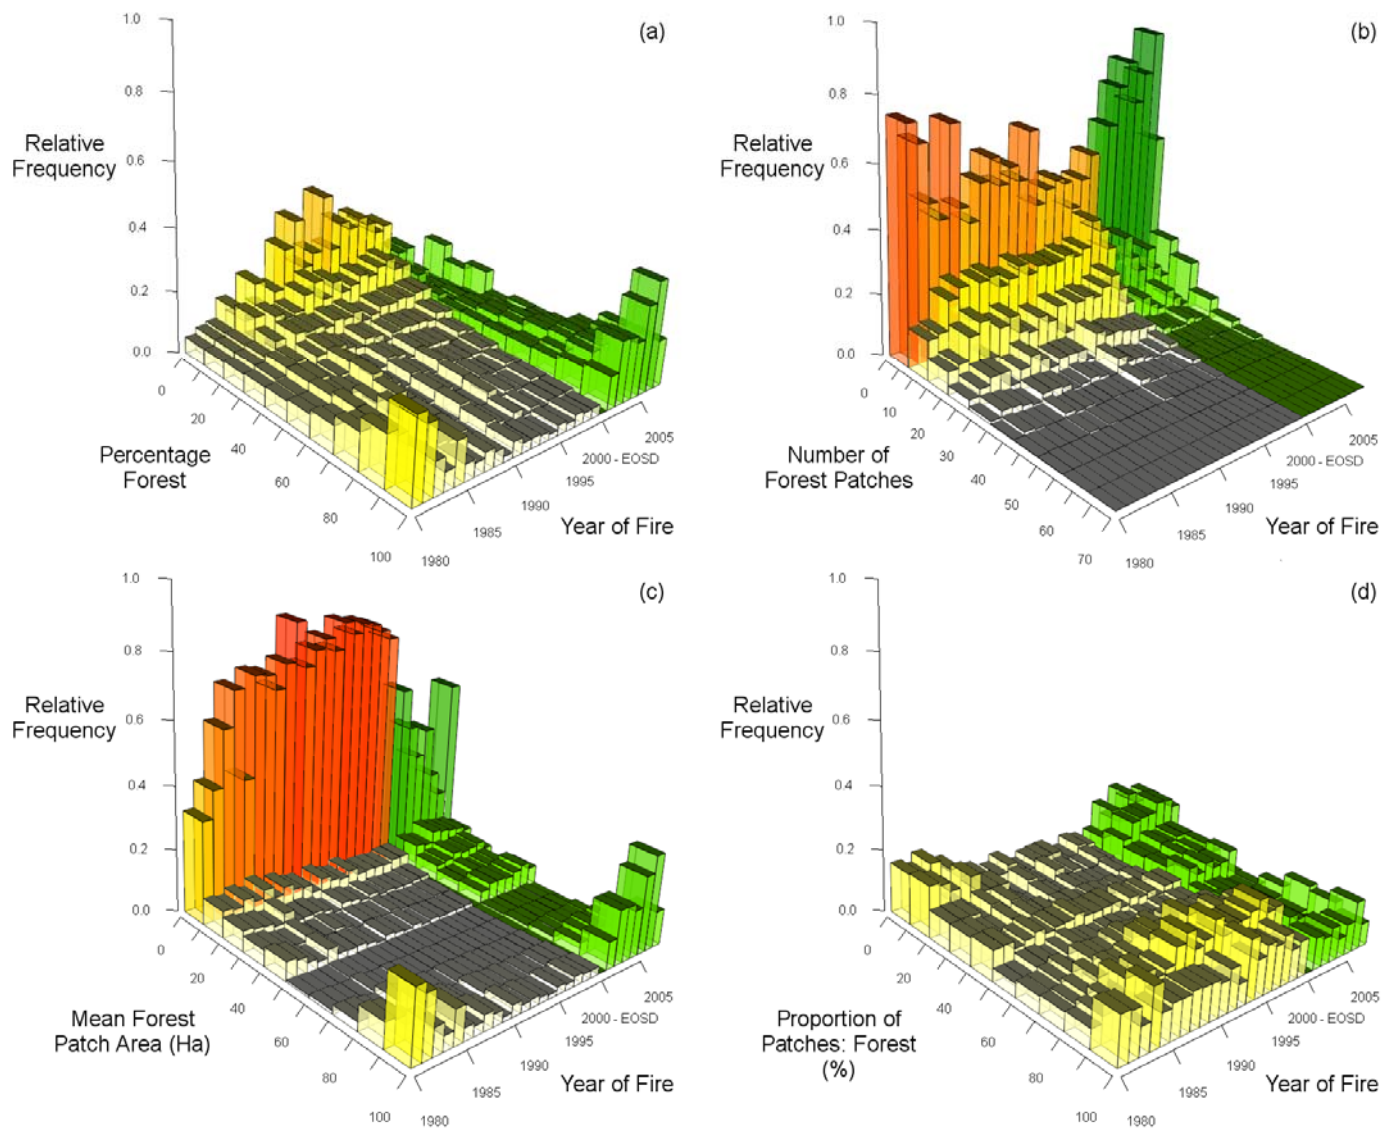 (a)
1.0
0.8
0.6
0.4
0.2
0.0
Relative
Frequency
0
20
40
60
80
100
Percentage
Forest
1980
1985
1990
1995
2000 - EOSD
2005
Year of Fire
(b)
1.0
0.8
0.6
0.4
0.2
0.0
Relative
Frequency
0
10
20
30
40
50
60
70
Number of
Forest Patches
1980
1985
1990
1995
2000 - EOSD
2005
Year of Fire
(c)
1.0
0.8
0.6
0.4
0.2
0.0
Relative
Frequency
0
20
40
60
80
100
Mean Forest
Patch Area (Ha)
1980
1985
1990
1995
2000 - EOSD
2005
Year of Fire
(d)
1.0
0.8
0.6
0.4
0.2
0.0
Relative
Frequency
0
20
40
60
80
100
Proportion of
Patches: Forest
(%)
1980
1985
1990
1995
2000 - EOSD
2005
Year of Fire